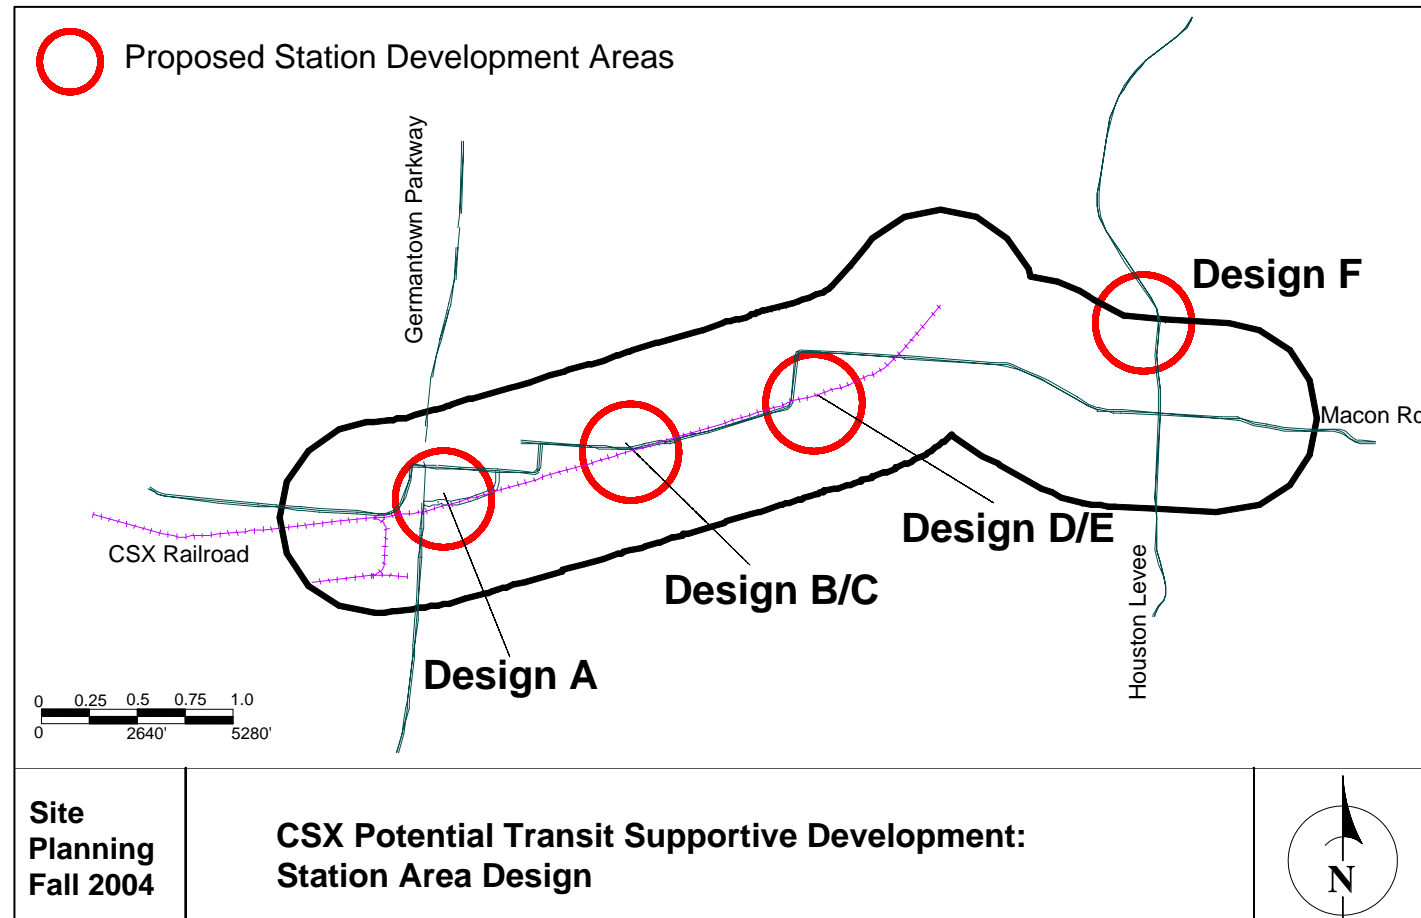 Proposed Station Development Areas
Germantown Parkway
Design F
Macon Ro
CSX Railroad
Design D/E
Design B/C
Design A
Houston Levee
0 0.25 0.5 0.75 1.0
0 2640' 5280'
Site
Planning
Fall 2004
CSX Potential Transit Supportive Development:
Station Area Design
N